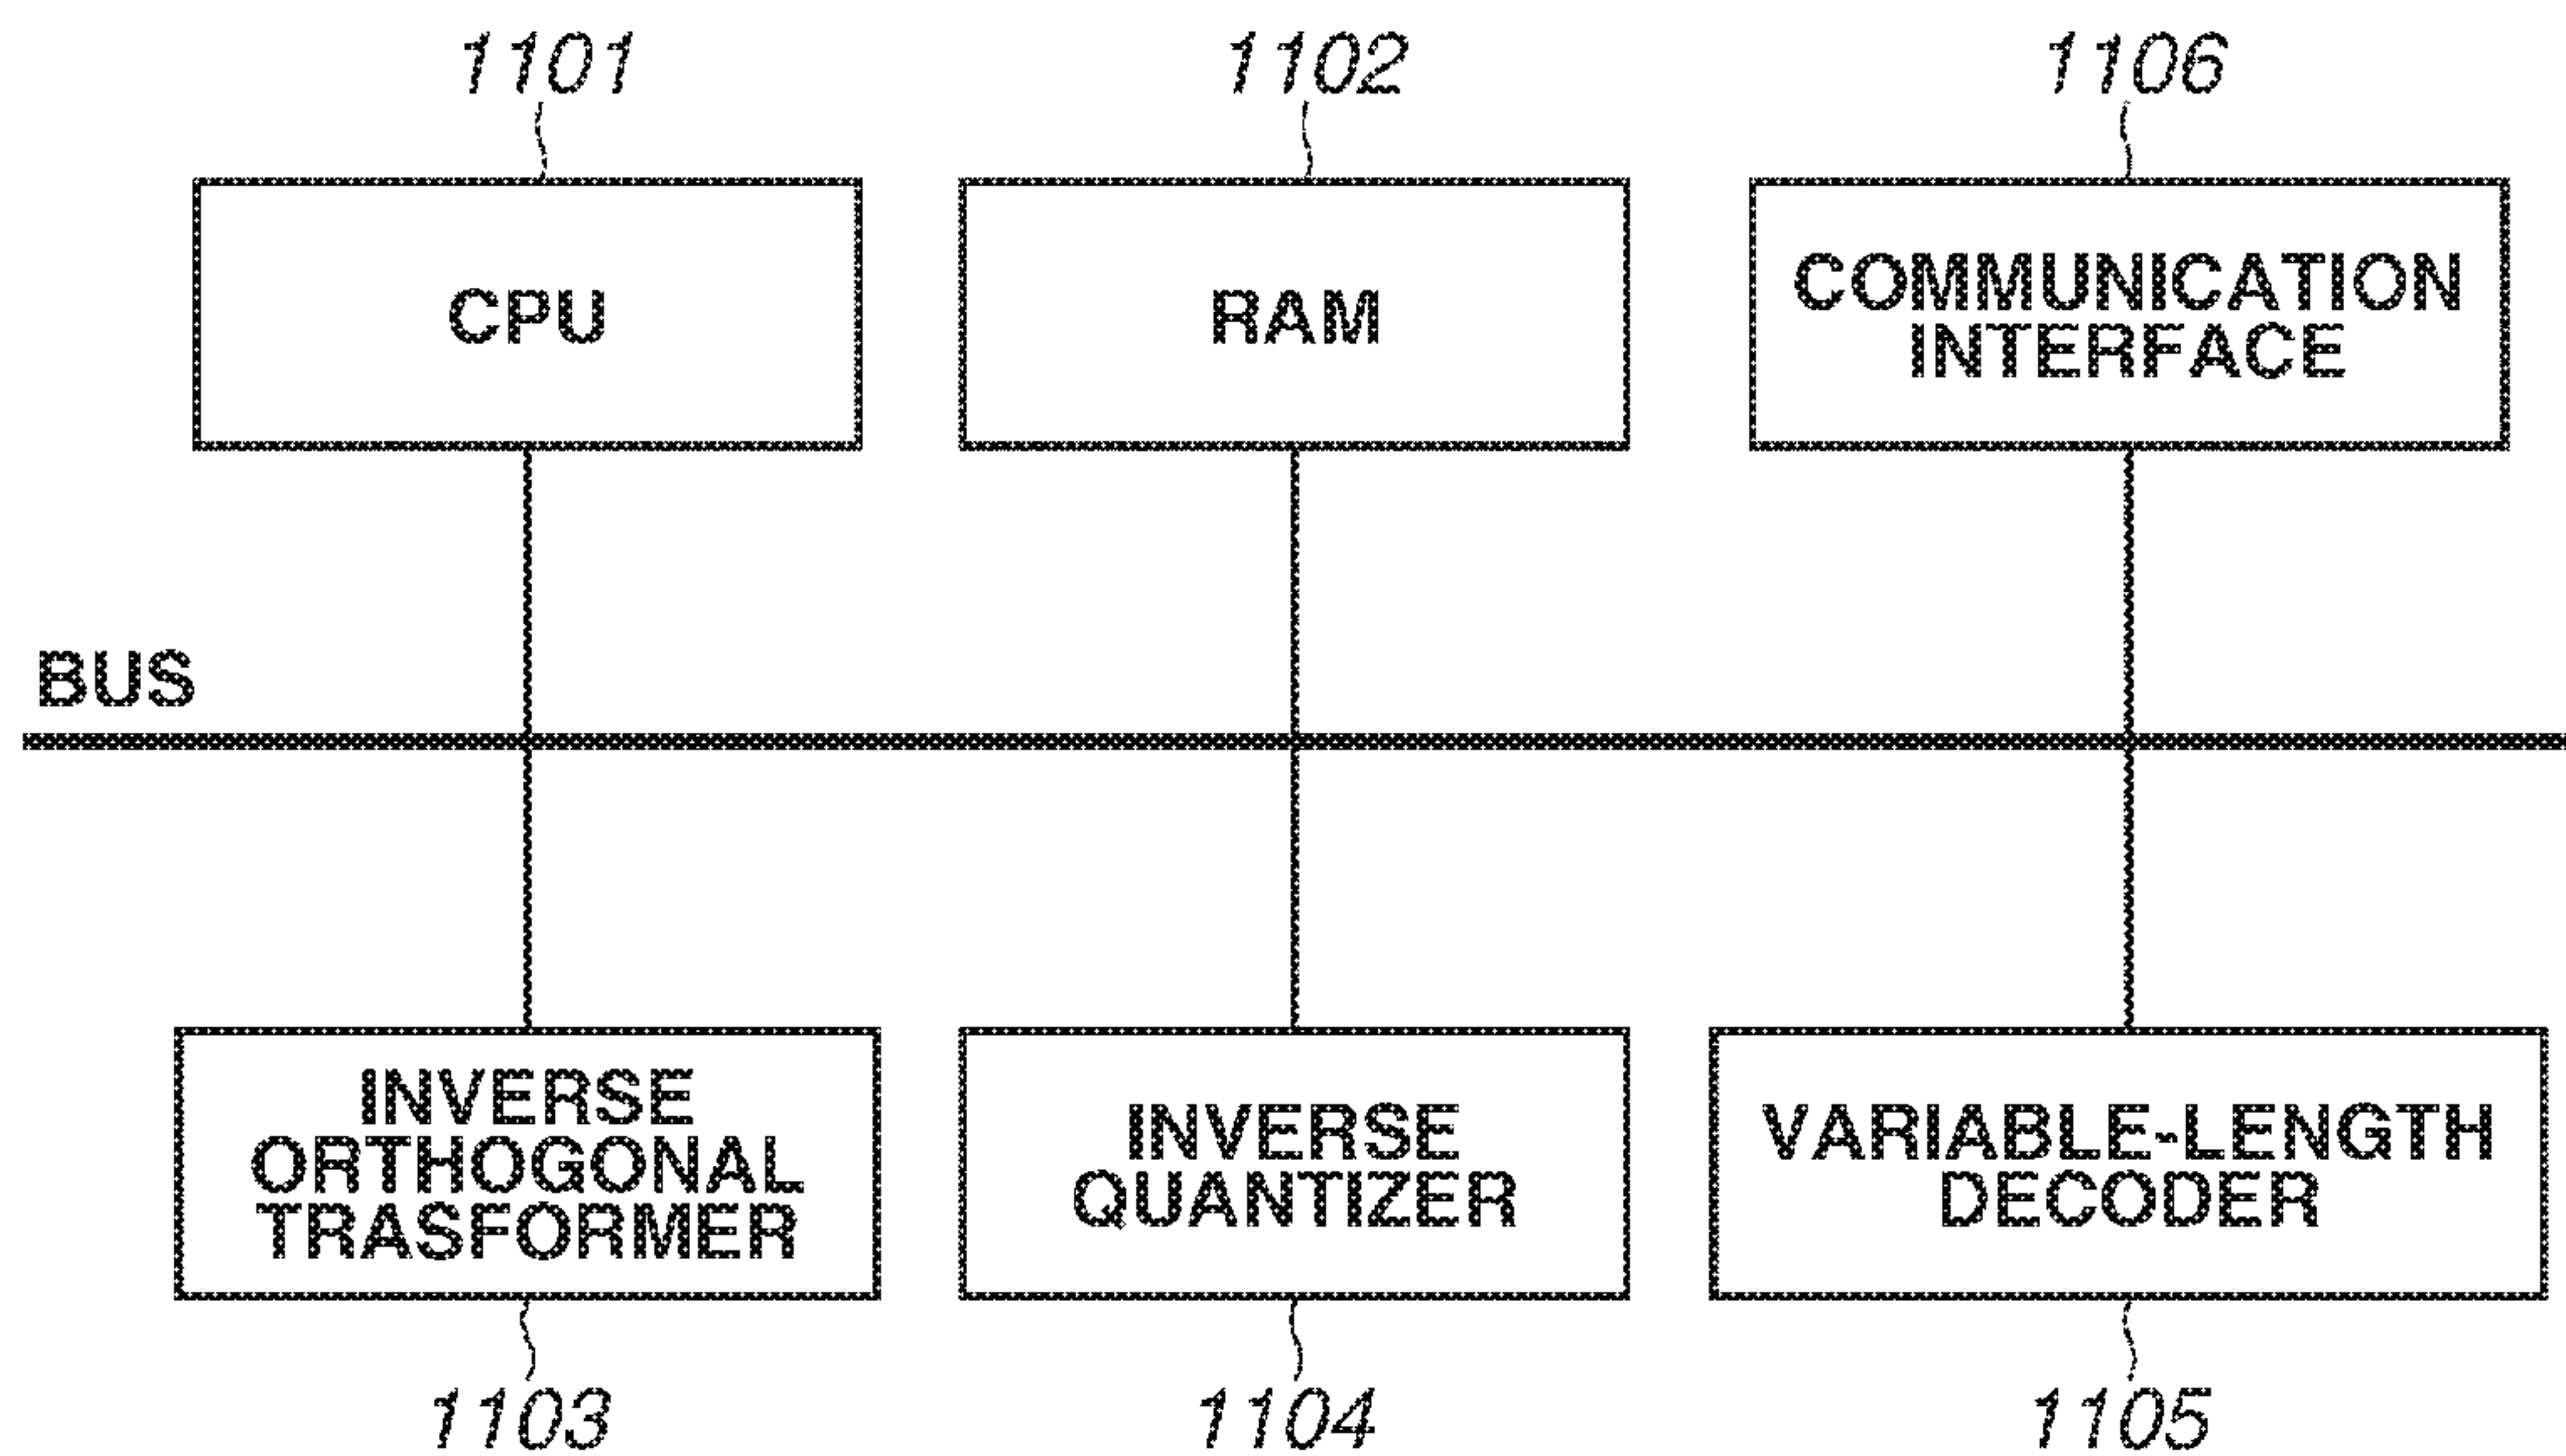 1101
1102
1106
CPU
RAM
COMMUNICATION
INTERFACE
BUS
INVERSE
ORTHOGONAL
TRASFORMER
INVERSE
QUANTIZER
VARIABLE-LENGTH
DECODER
1103
1104
1105